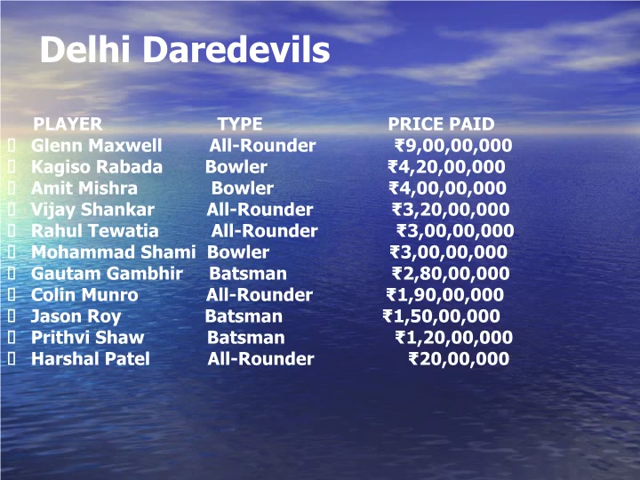 Delhi Daredevils
PLAYER TYPE PRICE PAID
Glenn Maxwell All-Rounder ₹9,00,00,000
Kagiso Rabada Bowler ₹4,20,00,000
Amit Mishra Bowler ₹4,00,00,000
Vijay Shankar All-Rounder ₹3,20,00,000
Rahul Tewatia All-Rounder ₹3,00,00,000
Mohammad Shami Bowler ₹3,00,00,000
Gautam Gambhir Batsman ₹2,80,00,000
Colin Munro All-Rounder ₹1,90,00,000
Jason Roy Batsman ₹1,50,00,000
Prithvi Shaw Batsman ₹1,20,00,000
Harshal Patel All-Rounder ₹20,00,000